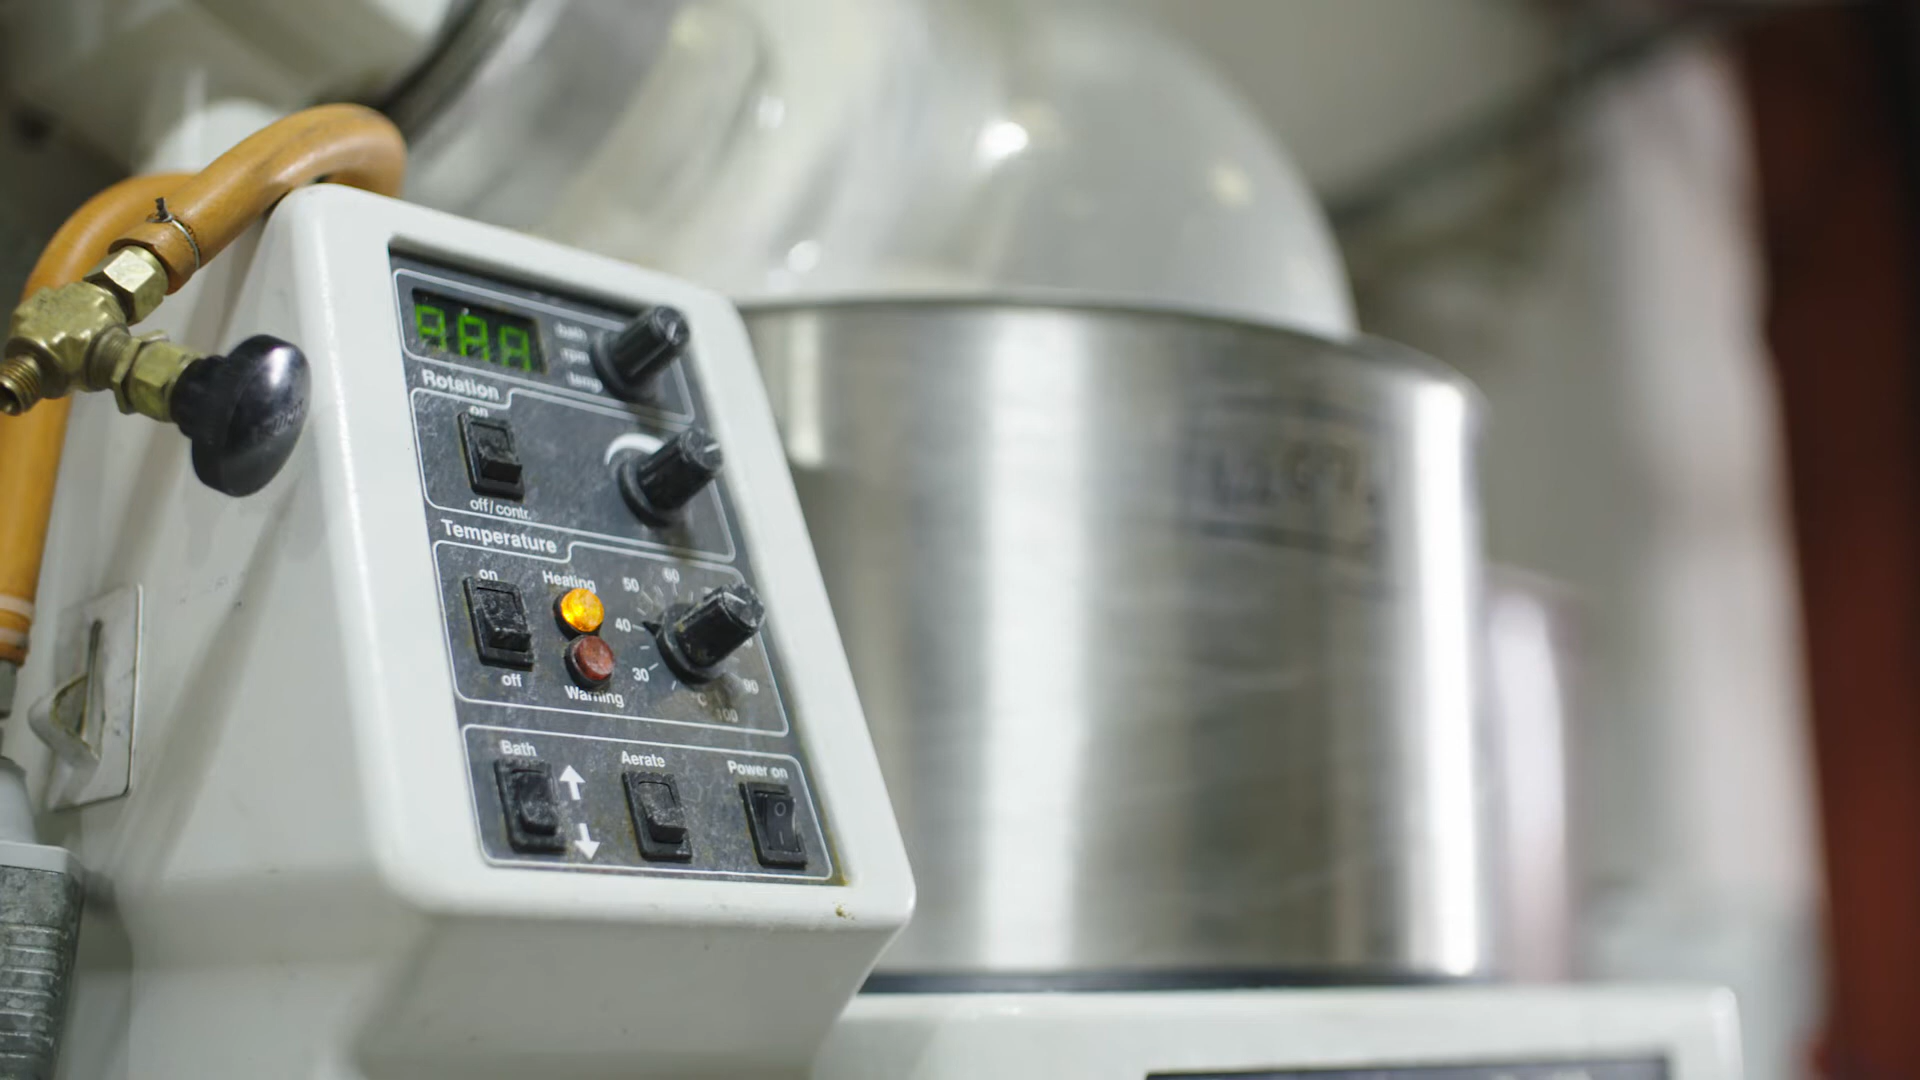 bath
rpm
temp
Rotation
on
off/contr.
Temperature
on
Heating
50
60
40
30
90
°C
100
off
Warning
Bath
Aerate
Power on
O
I